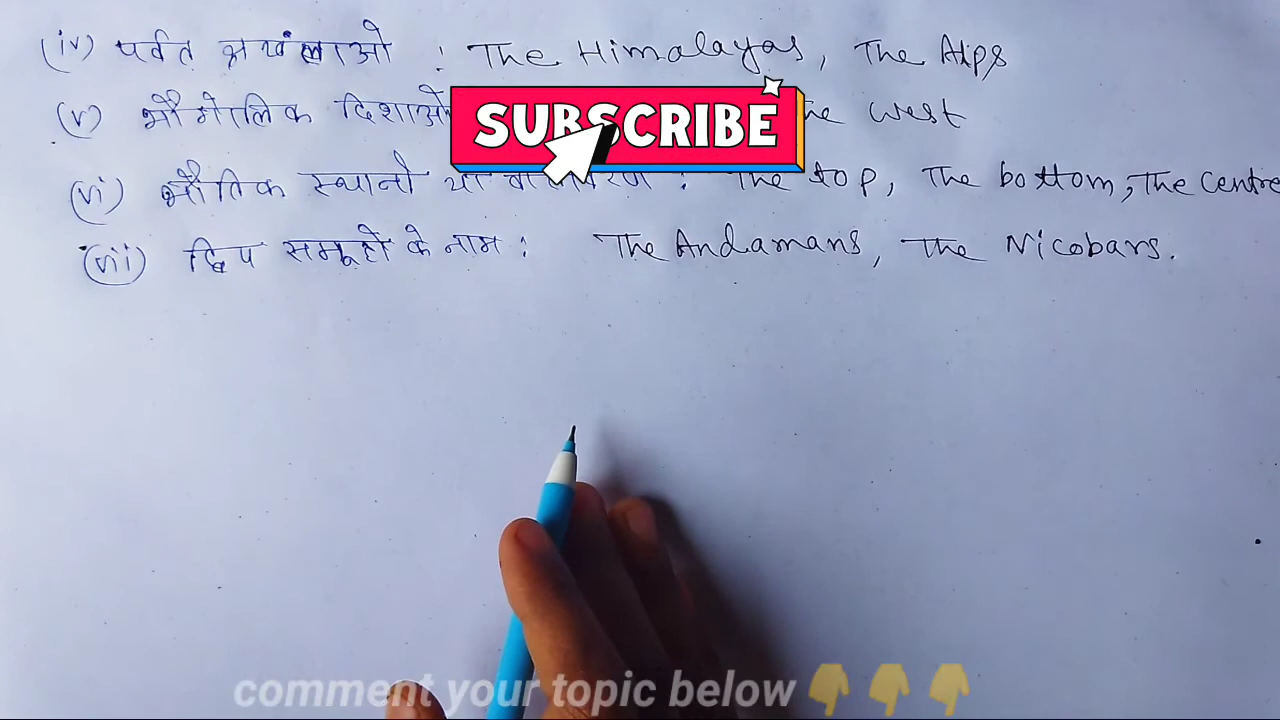 (iv) पर्वत श्रृखंलाओ : The Himalayas, The Alps
(v) भौगोलिक दिशाओं The west
SUBSCRIBE
(vi) भौतिक स्थानो या : The top, The bottom, The Centre
(vii) द्विप समूहों के नाम : The Andamans, The Nicobars.
comment your topic below 👇 👇 👇